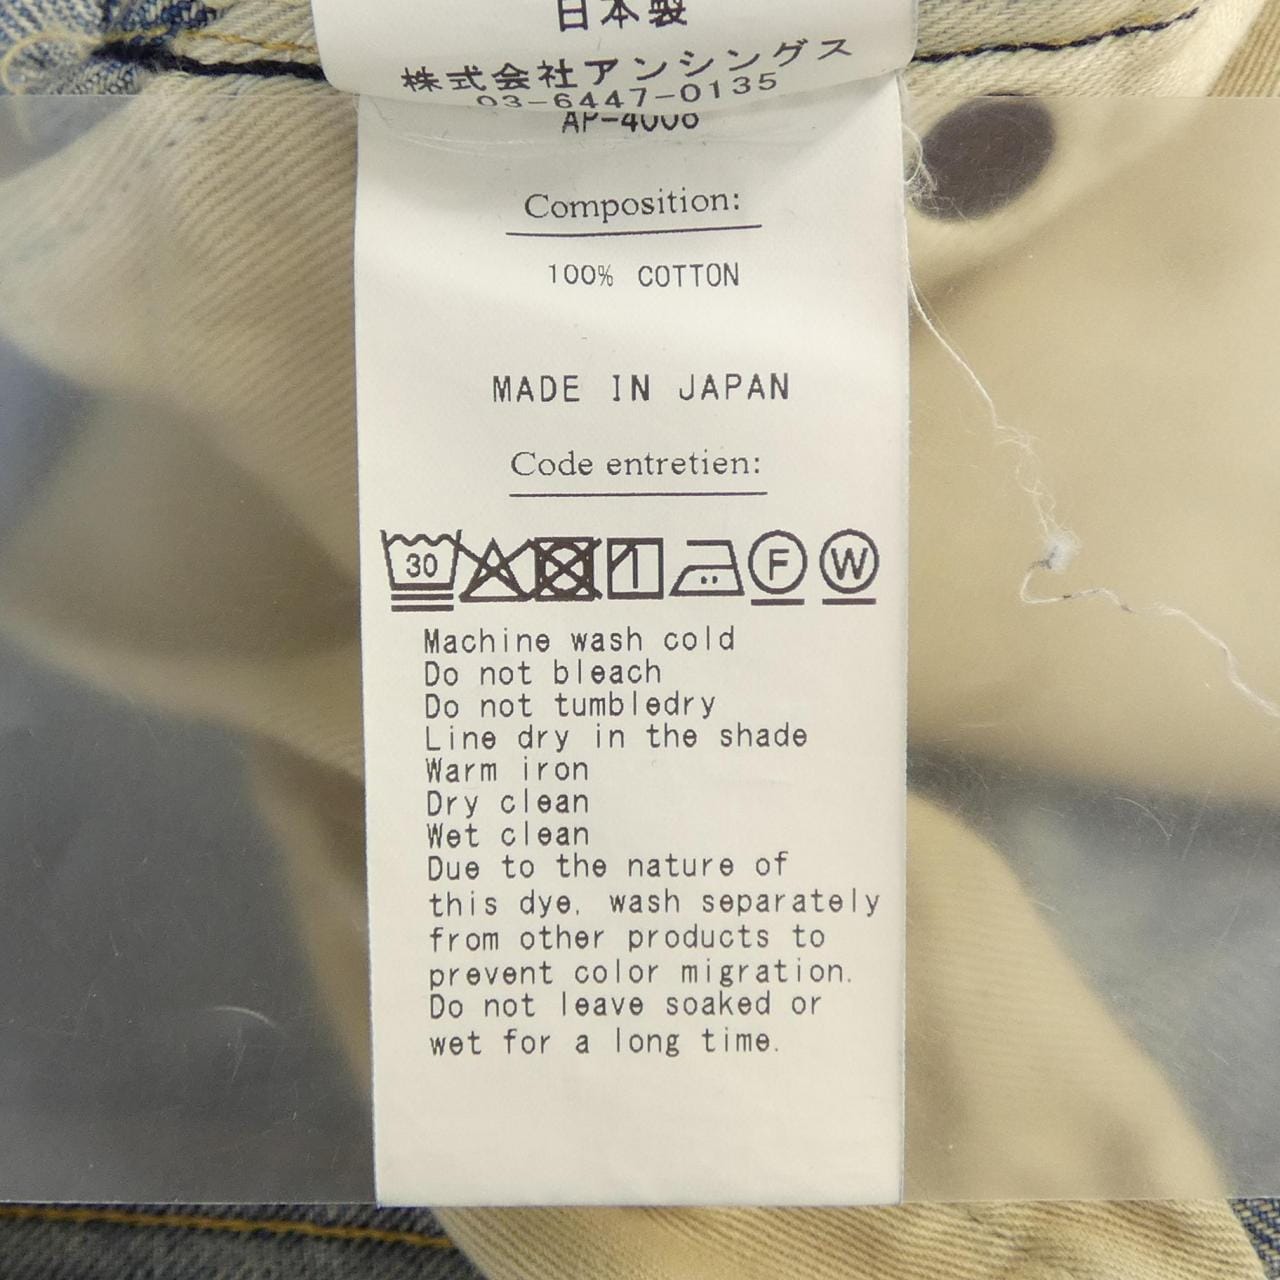 日本製
株式会社アンシングス
03-6447-0135
Composition:
100% COTTON
MADE IN JAPAN
Code entretien:
30 F W
Machine wash cold
Do not bleach
Do not tumbledry
Line dry in the shade
Warm iron
Dry clean
Wet clean
Due to the nature of
this dye, wash separately
from other products to
prevent color migration.
Do not leave soaked or
wet for a long time.